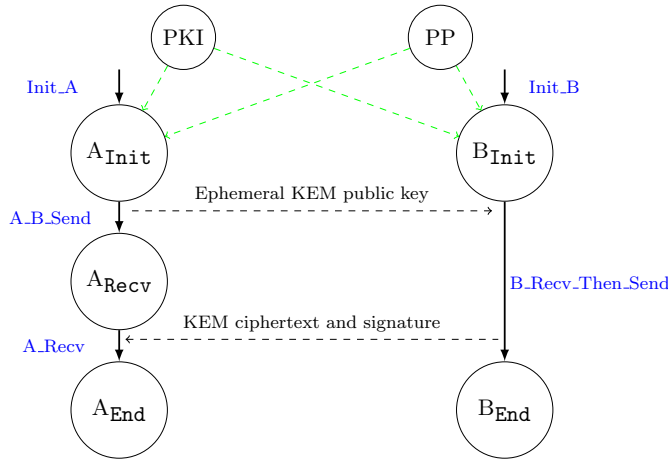 PKI
PP
Init_A
Init_B
A_Init
B_Init
Ephemeral KEM public key
A_B_Send
A_Recv
B_Recv_Then_Send
KEM ciphertext and signature
A_Recv
A_End
B_End